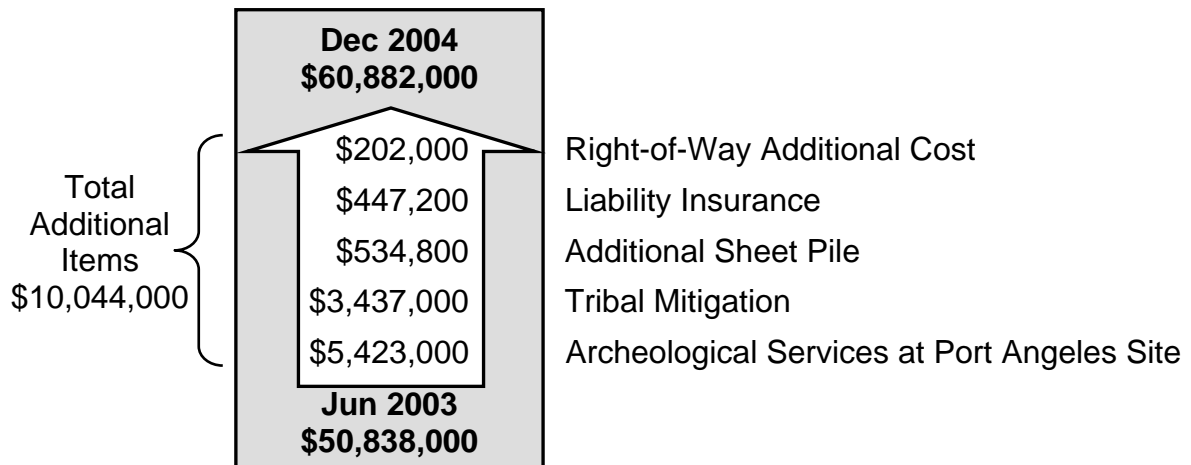 Dec 2004
$60,882,000
Total
Additional
Items
$10,044,000
$202,000 Right-of-Way Additional Cost
$447,200 Liability Insurance
$534,800 Additional Sheet Pile
$3,437,000 Tribal Mitigation
$5,423,000 Archeological Services at Port Angeles Site
Jun 2003
$50,838,000